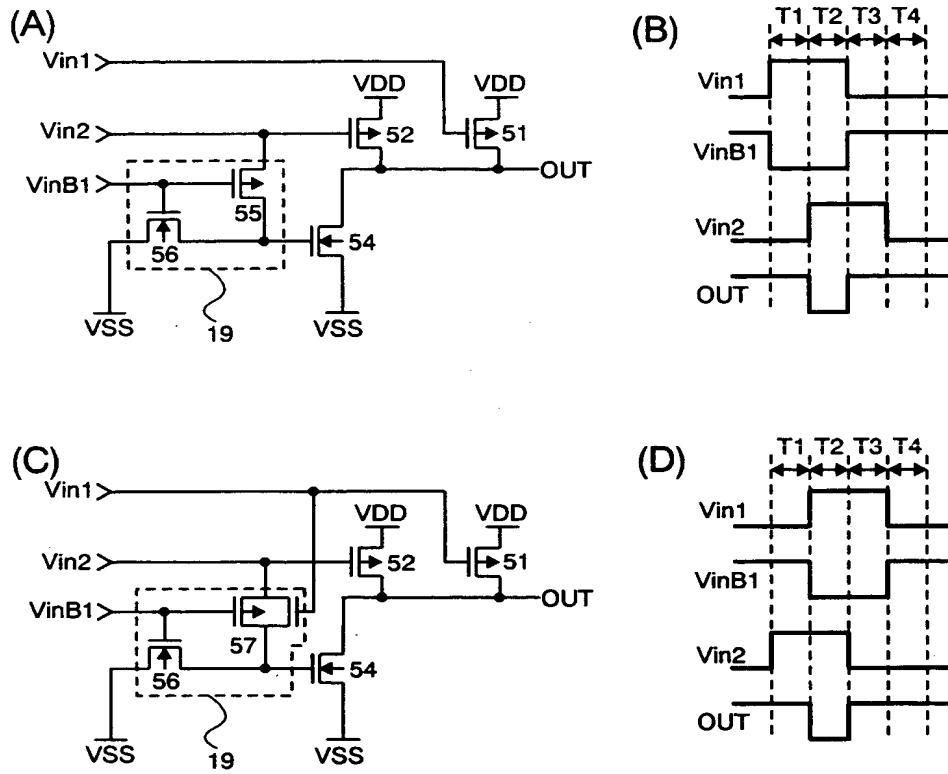 (A)
Vin1
VDD
VDD
Vin2
52
51
VinB1
OUT
55
56
54
VSS
19
VSS
(B)
T1 T2 T3 T4
Vin1
VinB1
Vin2
OUT
(C)
Vin1
VDD
VDD
Vin2
52
51
VinB1
OUT
57
56
54
VSS
19
VSS
(D)
T1 T2 T3 T4
Vin1
VinB1
Vin2
OUT